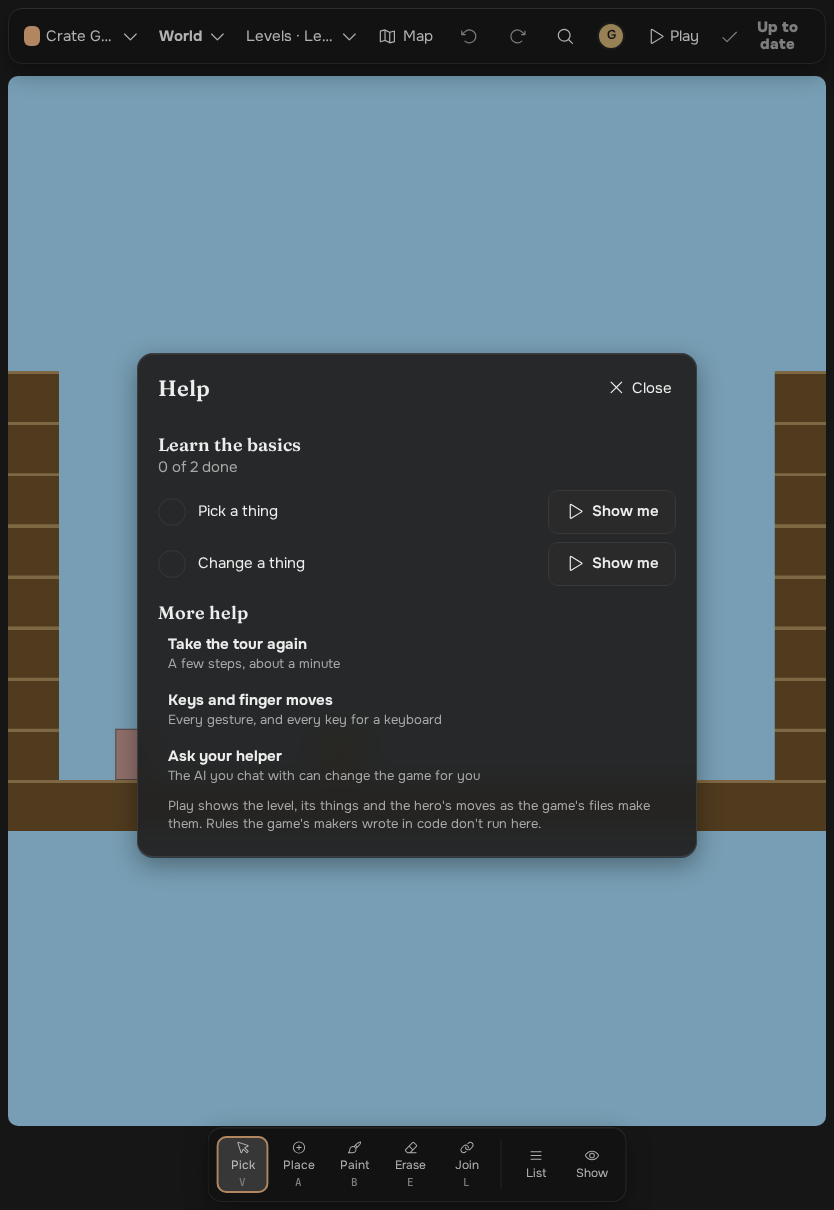 Crate G...
World
Levels · Le...
Map
G
Play
Up to
date
Help
Close
Learn the basics
0 of 2 done
Pick a thing
Show me
Change a thing
Show me
More help
Take the tour again
A few steps, about a minute
Keys and finger moves
Every gesture, and every key for a keyboard
Ask your helper
The AI you chat with can change the game for you
Play shows the level, its things and the hero's moves as the game's files make
them. Rules the game's makers wrote in code don't run here.
Pick
Place
Paint
Erase
Join
List
Show
V
A
B
E
L